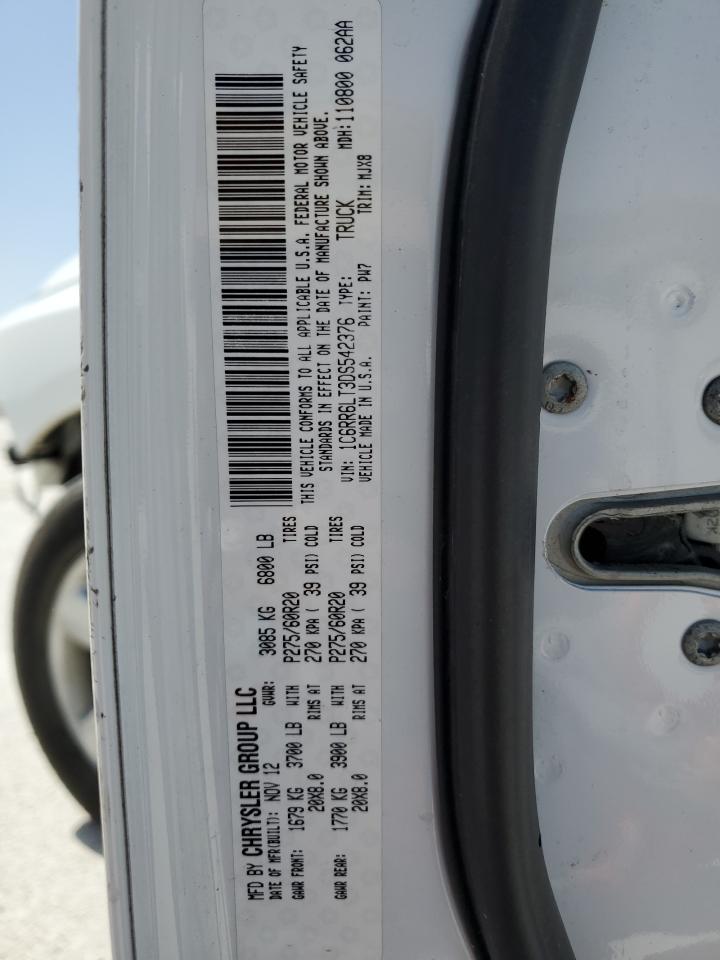 MFD BY CHRYSLER GROUP LLC
DATE OF MFR(BUILT): NOV 12 GVWR: 3085 KG 6800 LB
GAWR FRONT: 1679 KG 3700 LB WITH P275/60R20 TIRES
20X8.0 RIMS AT 270 KPA ( 39 PSI) COLD
GAWR REAR: 1770 KG 3900 LB WITH P275/60R20 TIRES
20X8.0 RIMS AT 270 KPA ( 39 PSI) COLD
THIS VEHICLE CONFORMS TO ALL APPLICABLE U.S.A. FEDERAL MOTOR VEHICLE SAFETY
STANDARDS IN EFFECT ON THE DATE OF MANUFACTURE SHOWN ABOVE.
VIN: 1C6RR6LT3DS542376 TYPE: TRUCK MDH: 110800 062AA
VEHICLE MADE IN U.S.A. PAINT: PW7 TRIM: MJX8